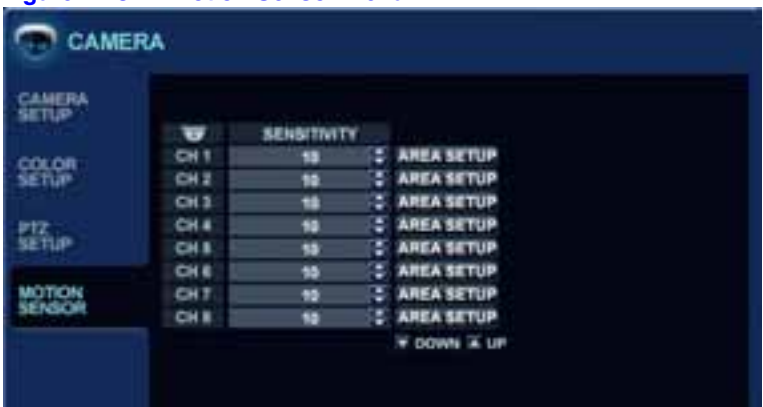 CAMERA
CAMERA SETUP
COLOR SETUP
PTZ SETUP
MOTION SENSOR
SENSITIVITY
CH 1 10 AREA SETUP
CH 2 10 AREA SETUP
CH 3 10 AREA SETUP
CH 4 10 AREA SETUP
CH 5 10 AREA SETUP
CH 6 10 AREA SETUP
CH 7 10 AREA SETUP
CH 8 10 AREA SETUP
DOWN UP